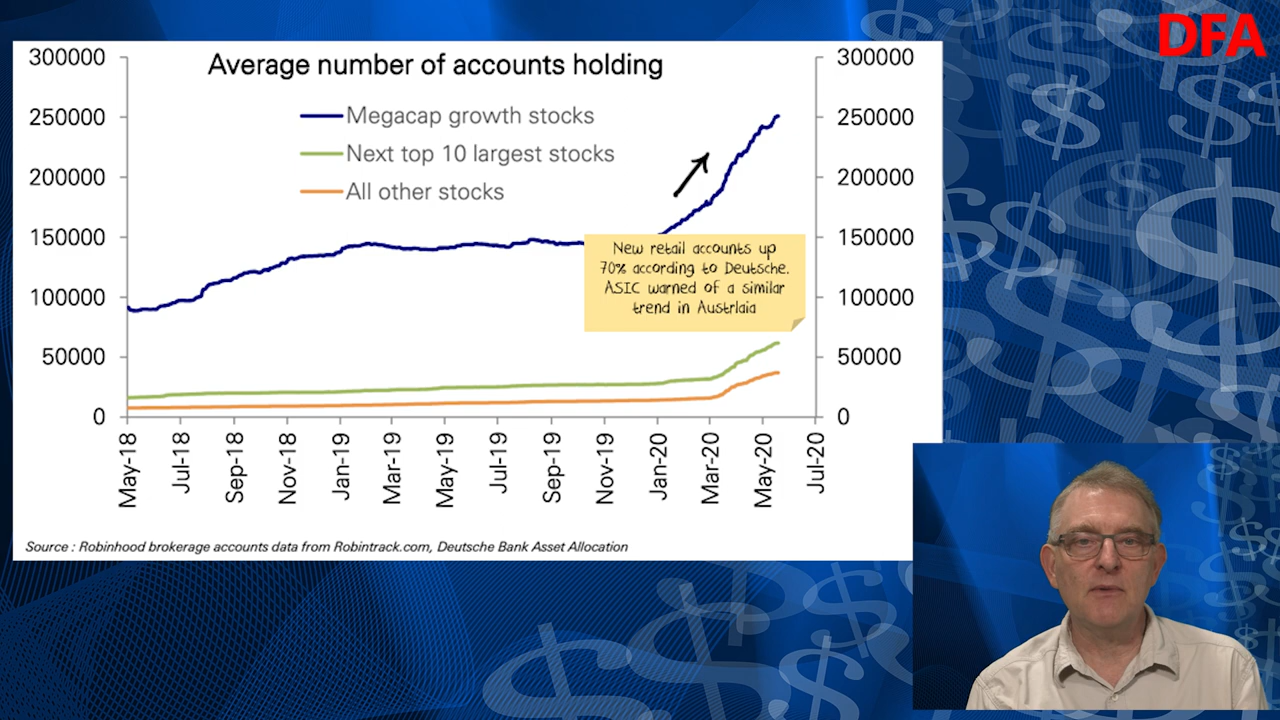 DFA
Average number of accounts holding
Megacap growth stocks
Next top 10 largest stocks
All other stocks
300000
250000
200000
150000
100000
50000
0
300000
250000
200000
150000
100000
50000
0
New retail accounts up
70% according to Deutsche.
ASIC warned of a similar
trend in Austrlaia
May-18
Jul-18
Sep-18
Nov-18
Jan-19
Mar-19
May-19
Jul-19
Sep-19
Nov-19
Jan-20
Mar-20
May-20
Jul-20
Source : Robinhood brokerage accounts data from Robintrack.com, Deutsche Bank Asset Allocation